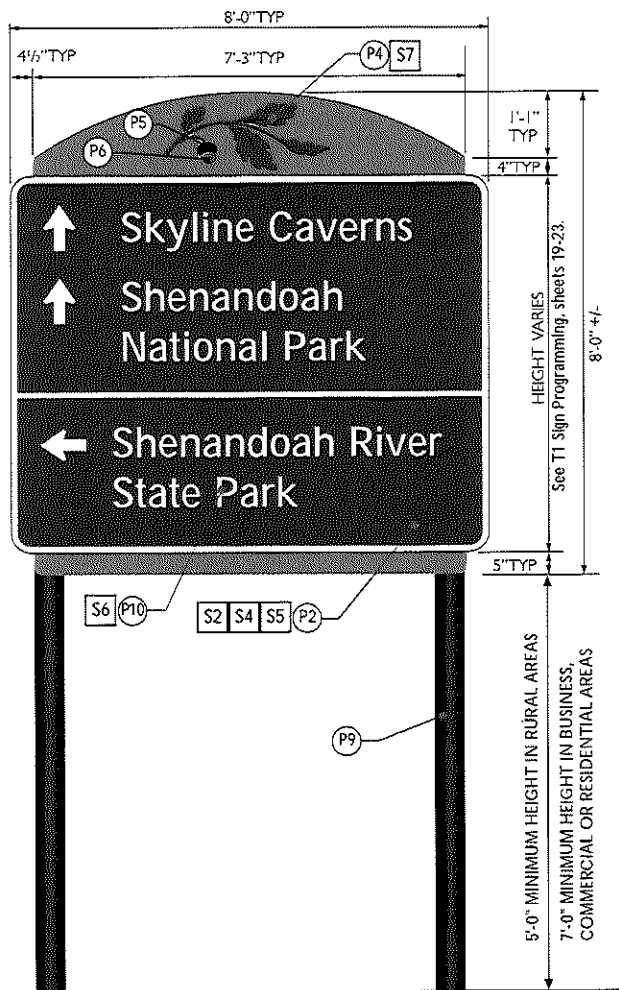 8'-0" TYP
4½" TYP
7'-3" TYP
P4 S7
P5
P6
1'-1"
TYP
4" TYP
Skyline Caverns
Shenandoah
National Park
Shenandoah River
State Park
HEIGHT VARIES
See T1 Sign Programming, sheets 19-23.
8'-0" +/-
5" TYP
S6 P10
S2 S4 S5 P2
P9
5'-0" MINIMUM HEIGHT IN RURAL AREAS
7'-0" MINIMUM HEIGHT IN BUSINESS,
COMMERCIAL OR RESIDENTIAL AREAS